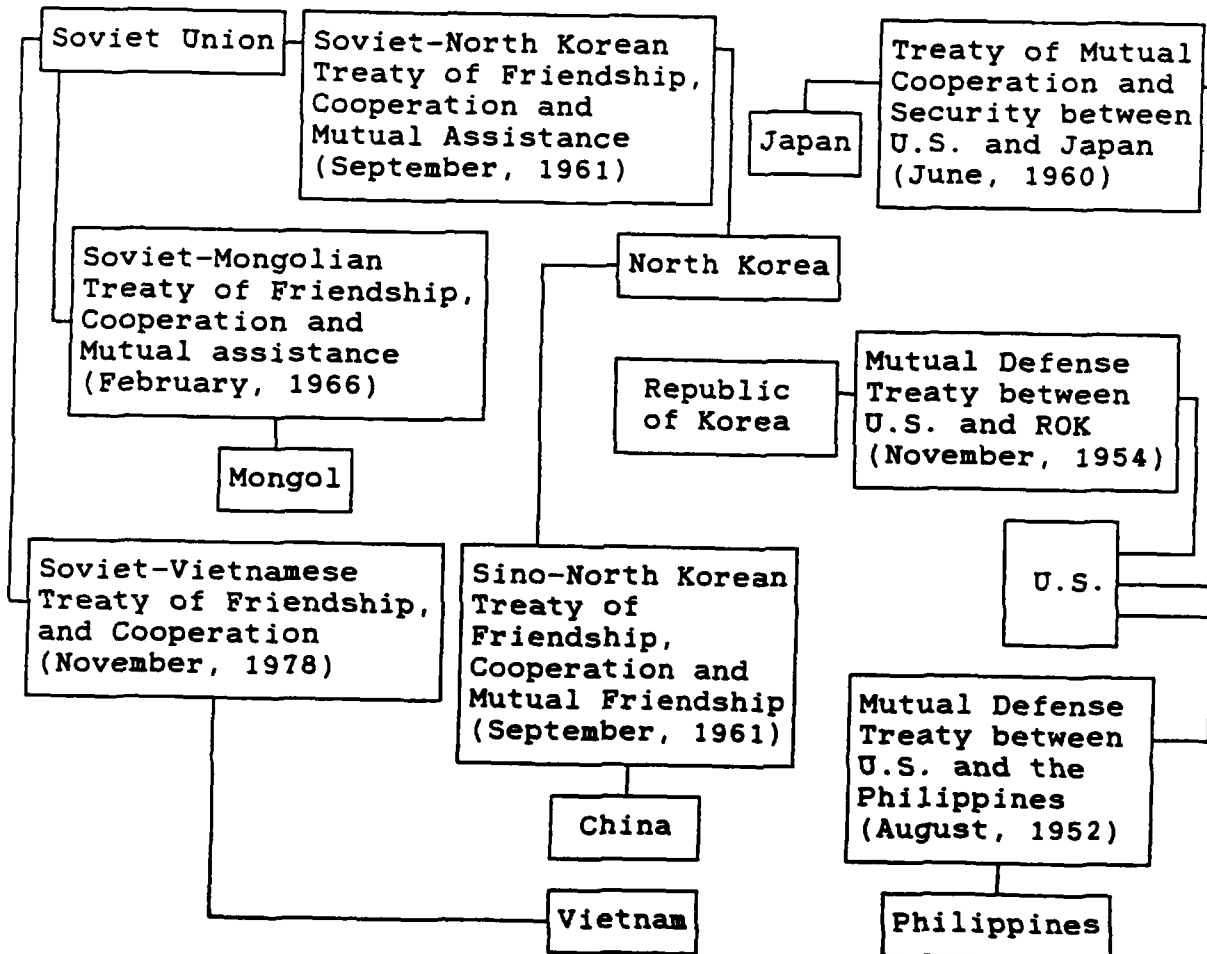 Soviet Union
Soviet-North Korean
Treaty of Friendship,
Cooperation and
Mutual Assistance
(September, 1961)
Treaty of Mutual
Cooperation and
Security between
U.S. and Japan
(June, 1960)
Japan
North Korea
Soviet-Mongolian
Treaty of Friendship,
Cooperation and
Mutual assistance
(February, 1966)
Mongol
Republic
of Korea
Mutual Defense
Treaty between
U.S. and ROK
(November, 1954)
U.S.
Soviet-Vietnamese
Treaty of Friendship,
and Cooperation
(November, 1978)
Sino-North Korean
Treaty of
Friendship,
Cooperation and
Mutual Friendship
(September, 1961)
China
Vietnam
Mutual Defense
Treaty between
U.S. and the
Philippines
(August, 1952)
Philippines